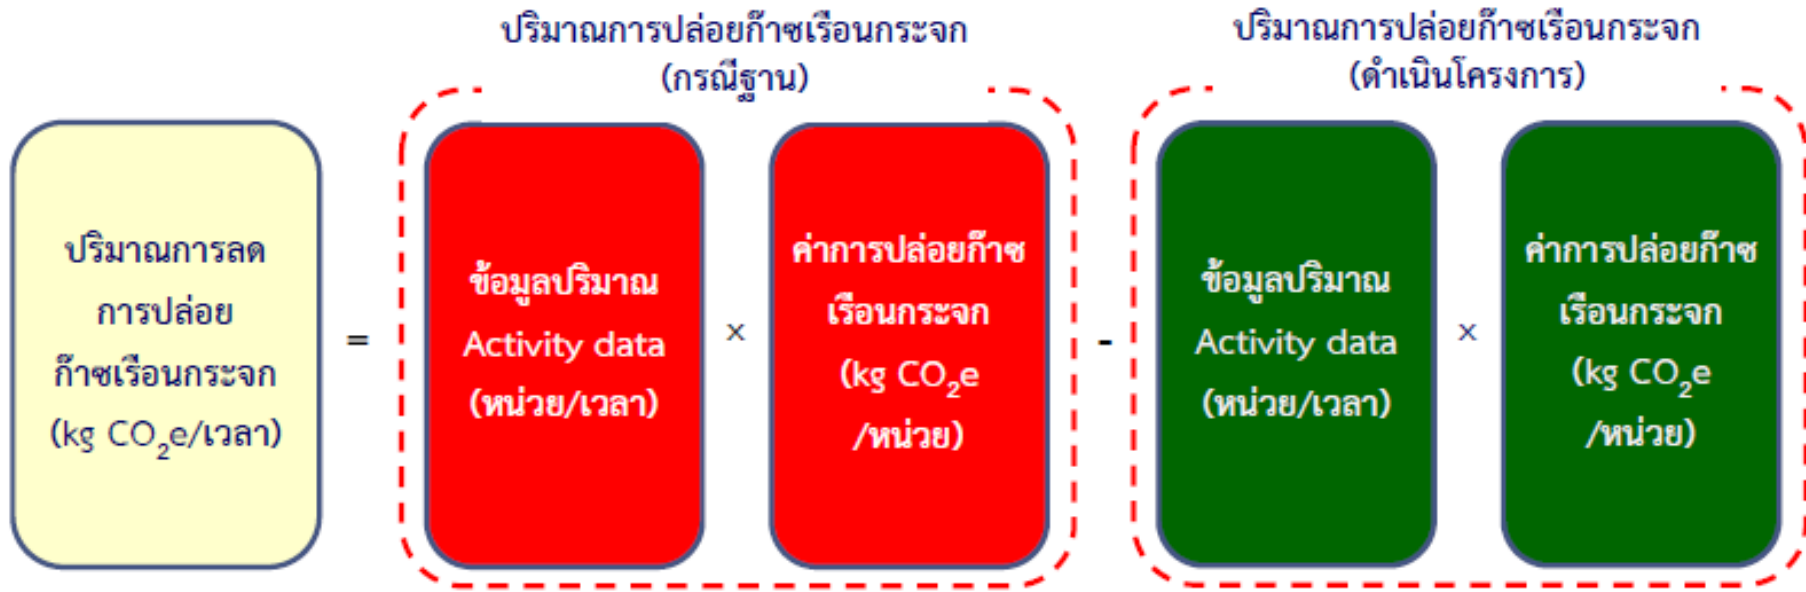 ปริมาณการปล่อยก๊าซเรือนกระจก
(กรณีฐาน)
ปริมาณการปล่อยก๊าซเรือนกระจก
(ดำเนินโครงการ)
ปริมาณการลด
การปล่อย
ก๊าซเรือนกระจก
(kg CO₂e/เวลา)
=
ข้อมูลปริมาณ
Activity data
(หน่วย/เวลา)
x
ค่าการปล่อยก๊าซ
เรือนกระจก
(kg CO₂e
/หน่วย)
-
ข้อมูลปริมาณ
Activity data
(หน่วย/เวลา)
x
ค่าการปล่อยก๊าซ
เรือนกระจก
(kg CO₂e
/หน่วย)